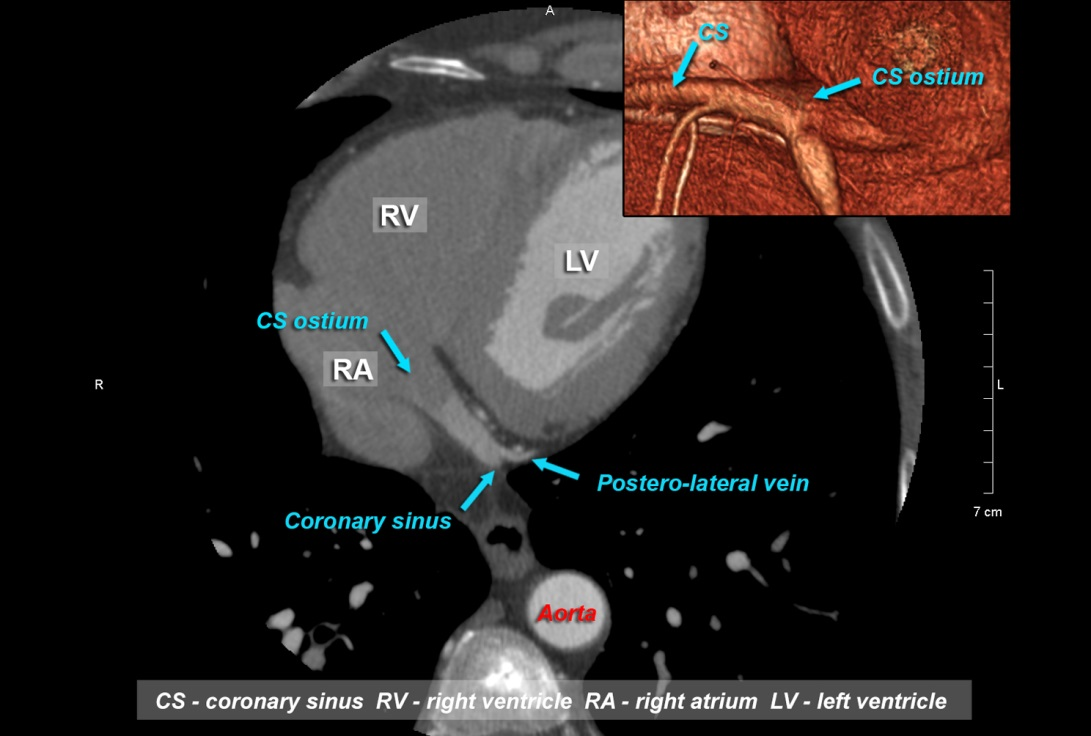 A
CS
CS ostium
RV
LV
CS ostium
RA
R
L
Postero-lateral vein
Coronary sinus
7 cm
Aorta
CS - coronary sinus RV - right ventricle RA - right atrium LV - left ventricle